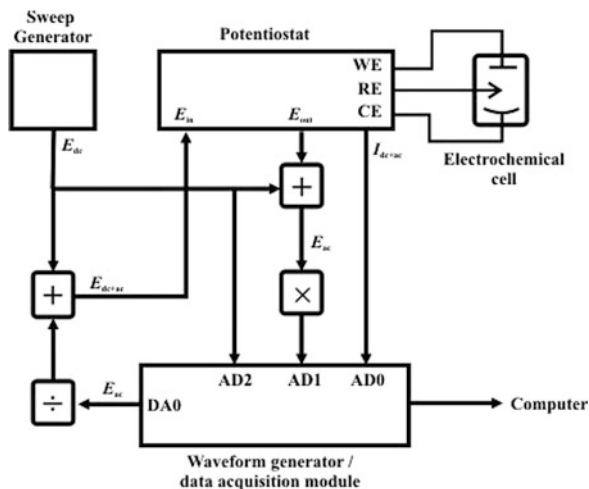 Sweep
Generator
Potentiostat
WE
RE
CE
E_in
E_out
I_dc+ac
E_dc
Electrochemical
cell
+
E_ac
+
E_dc+ac
×
÷
E_ac
DA0
AD2
AD1
AD0
Computer
Waveform generator /
data acquisition module